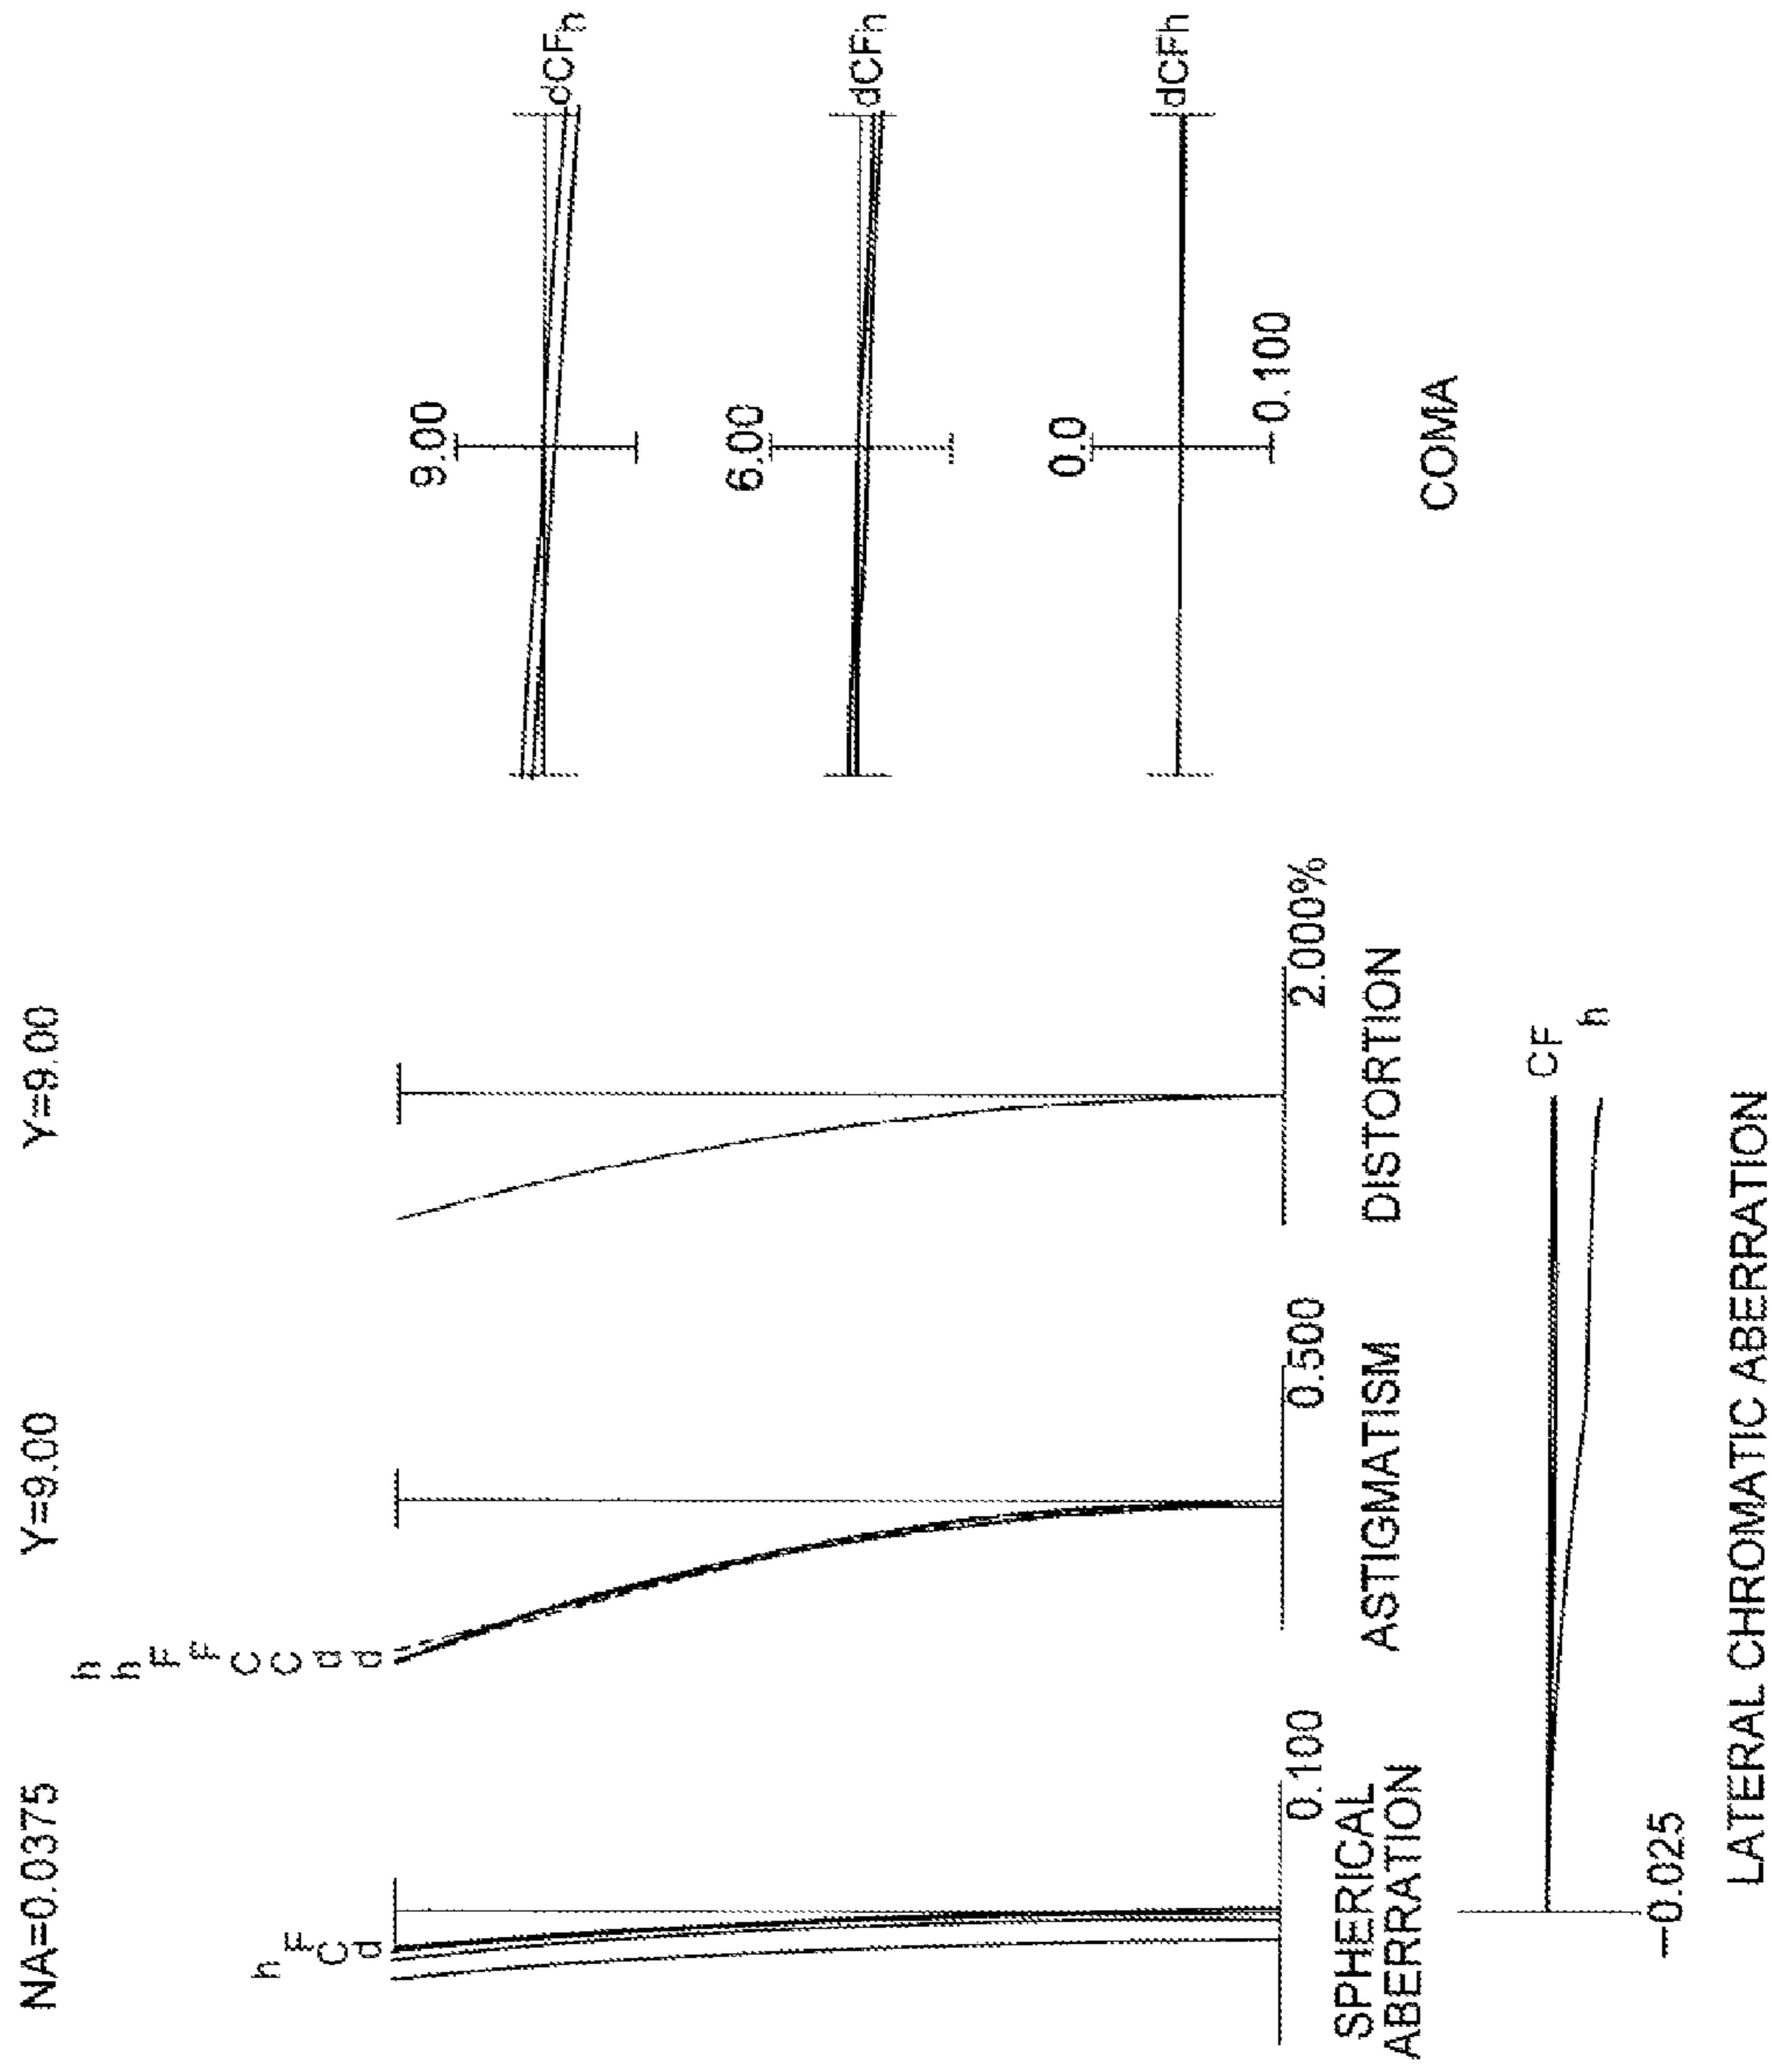 NA=0.0375
Y=9.00
Y=9.00
h
F
C
d
0.100
SPHERICAL
ABERRATION
h
h
F
F
C
C
d
d
0.500
ASTIGMATISM
2.000%
DISTORTION
9.00
dCFh
6.00
dCFh
0.0
dCFh
0.100
COMA
CF
h
−0.025
LATERAL CHROMATIC ABERRATION